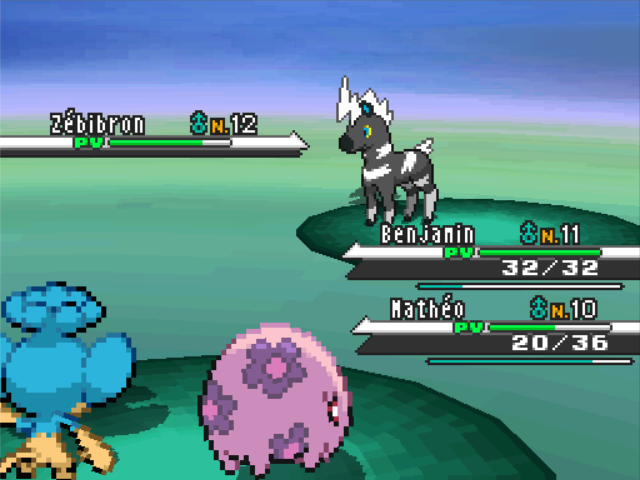 Zébibron ♂ N.12
PV
Benjamin ♂ N.11
PV
32/32
Mathéo ♂ N.10
PV
20/36